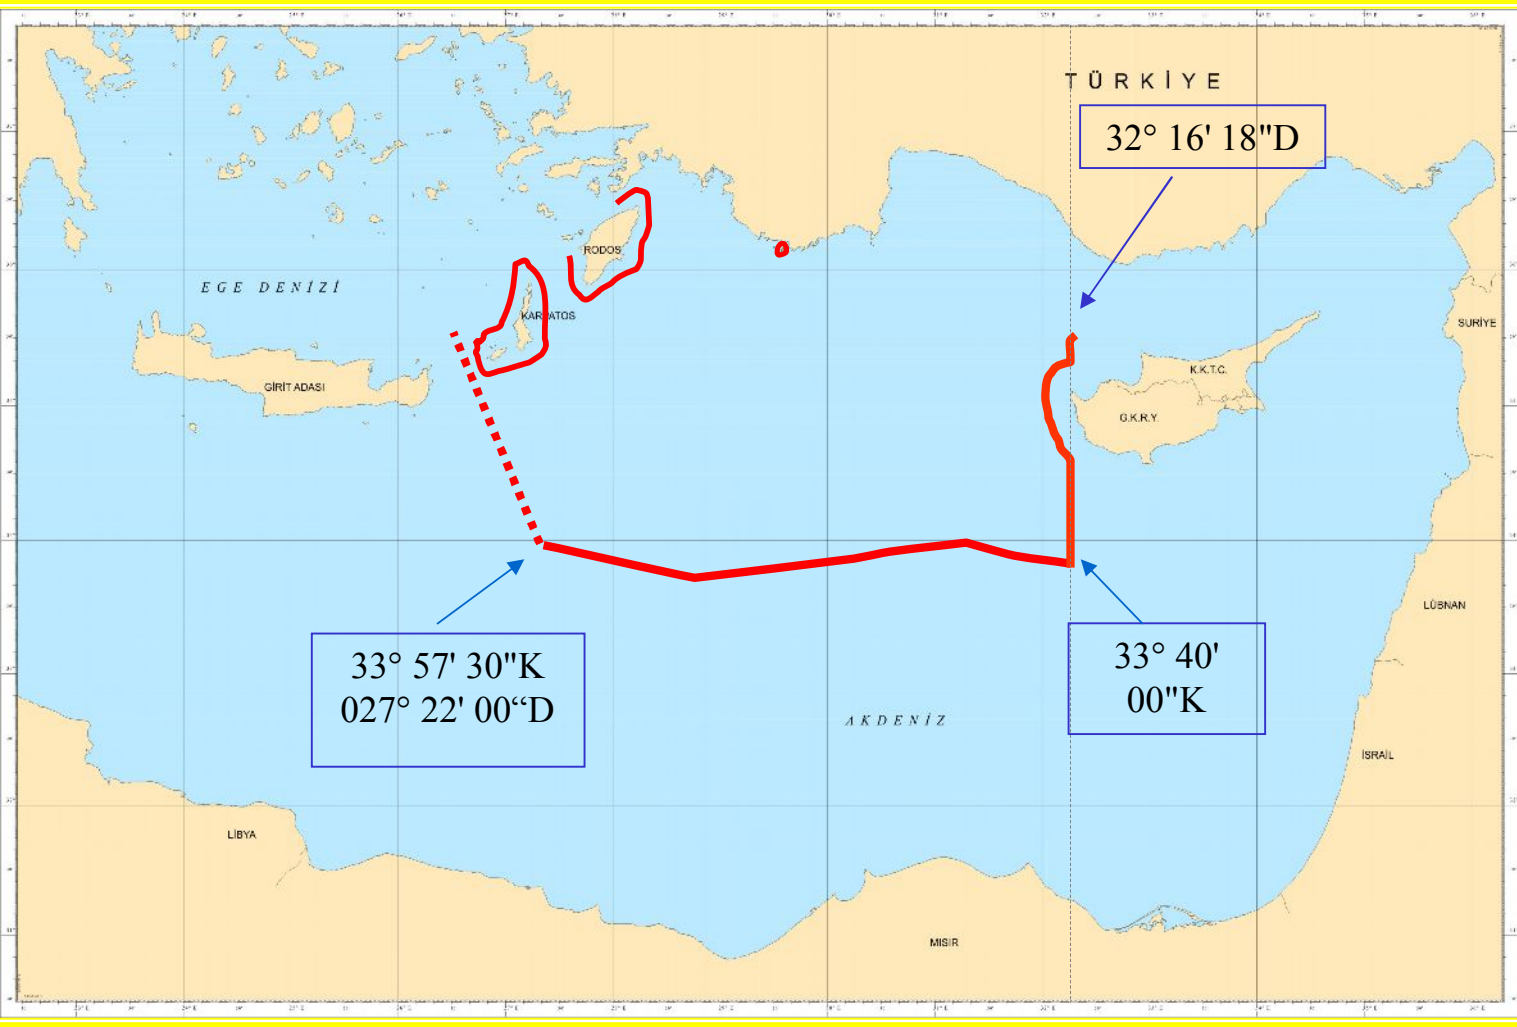 TÜRKİYE
32° 16' 18"D
RODOS
EGE DENİZİ
KARPATOS
SURİYE
K.K.T.C.
GİRİT ADASI
G.K.R.Y.
LÜBNAN
33° 57' 30"K
027° 22' 00“D
33° 40'
00"K
AKDENİZ
İSRAİL
LİBYA
MISIR